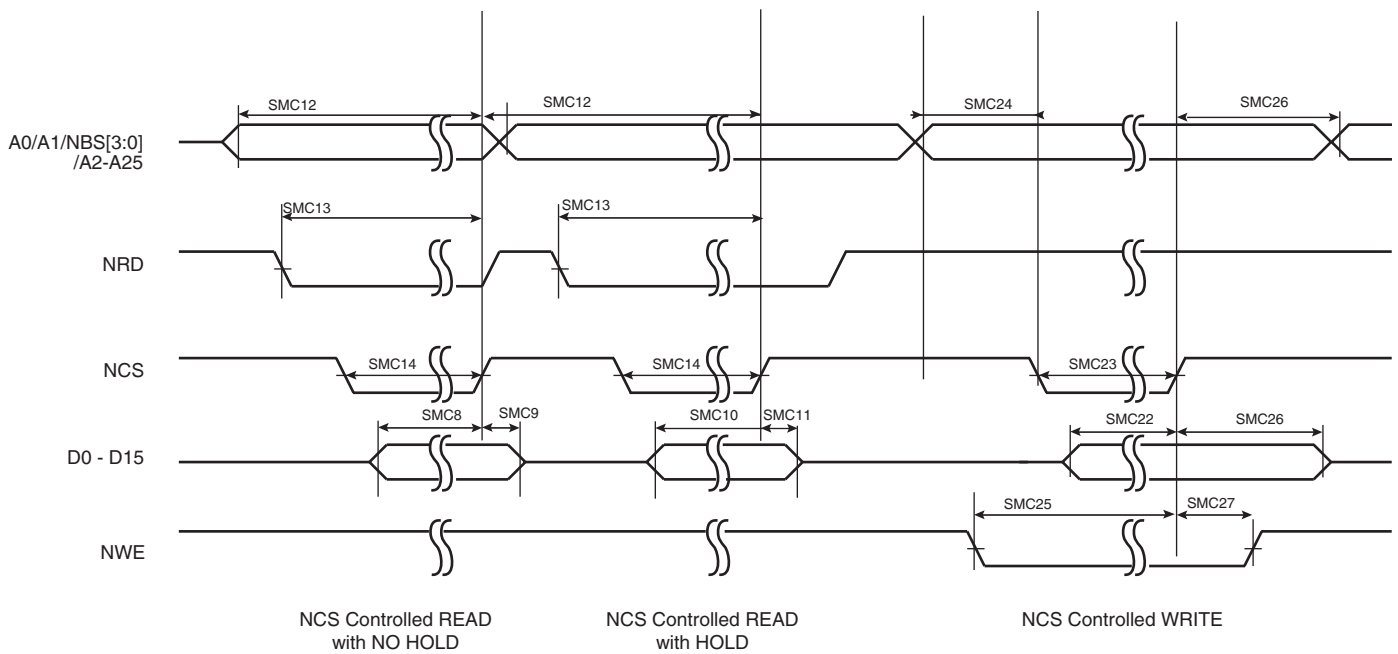 SMC12
SMC12
SMC24
SMC26
A0/A1/NBS[3:0]
/A2-A25
SMC13
SMC13
NRD
NCS
SMC14
SMC14
SMC23
SMC8
SMC9
SMC10
SMC11
SMC22
SMC26
D0 - D15
SMC25
SMC27
NWE
NCS Controlled READ
with NO HOLD
NCS Controlled READ
with HOLD
NCS Controlled WRITE